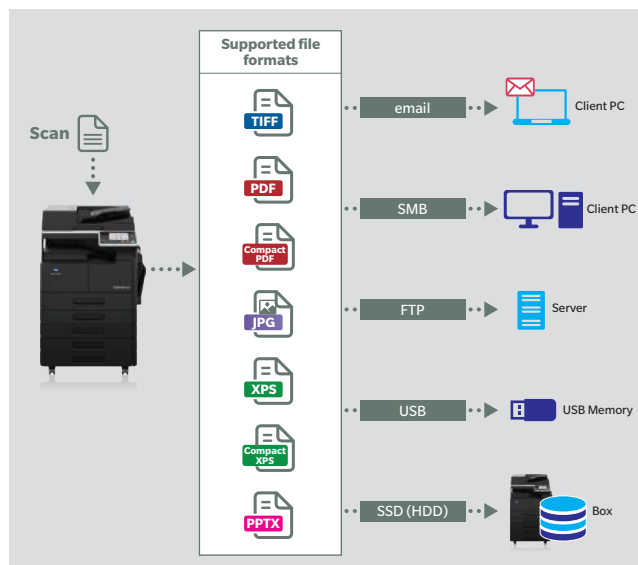 Supported file
formats
Scan
TIFF
PDF
Compact
PDF
JPG
XPS
Compact
XPS
PPTX
email
Client PC
SMB
Client PC
FTP
Server
USB
USB Memory
SSD (HDD)
Box